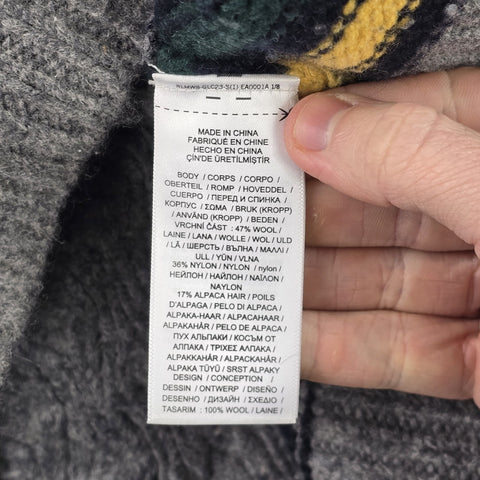 MADE IN CHINA
FABRIQUÉ EN CHINE
HECHO EN CHINA
ÇİN'DE ÜRETİLMİŞTİR
BODY / CORPS / CORPO /
OBERTEIL / ROMP / HOVEDDEL /
CUERPO / ПЕРЕД И СПИНКА /
KOPПУС / ΣΩΜΑ / BRUK (KROPP)
/ ANVÄND (KROPP) / BEDEN /
VRCHNÍ ČÁST : 47% WOOL /
LAINE / LANA / WOLLE / WOL / ULD
/ LÃ / ШЕРСТЬ / ВЪЛНА / ΜΑΛΛΙ /
ULL / YÜN / VLNA
36% NYLON / NYLON / nylon /
НЕЙЛОН / НАЙЛОН / ΝΑΪΛΟΝ /
NAYLON
17% ALPACA HAIR / POILS
D'ALPAGA / PELO DI ALPACA /
ALPAKA-HAAR / ALPACAHAAR /
ALPAKAHÅR / PELO DE ALPACA /
ПУХ АЛЬПАКИ / КОСЪМ ОТ
АЛПАКА / ΤΡΙΧΕΣ ΑΛΠΑΚΑ /
ALPAKKAHÅR / ALPACKAHÅR /
ALPAKA TÜYÜ / SRST ALPAKY
DESIGN / CONCEPTION /
DISSIN / ONTWERP / DISEÑO /
DESENHO / ДИЗАЙН / ΣΧΕΔΙΟ /
TASARIM : 100% WOOL / LAINE /